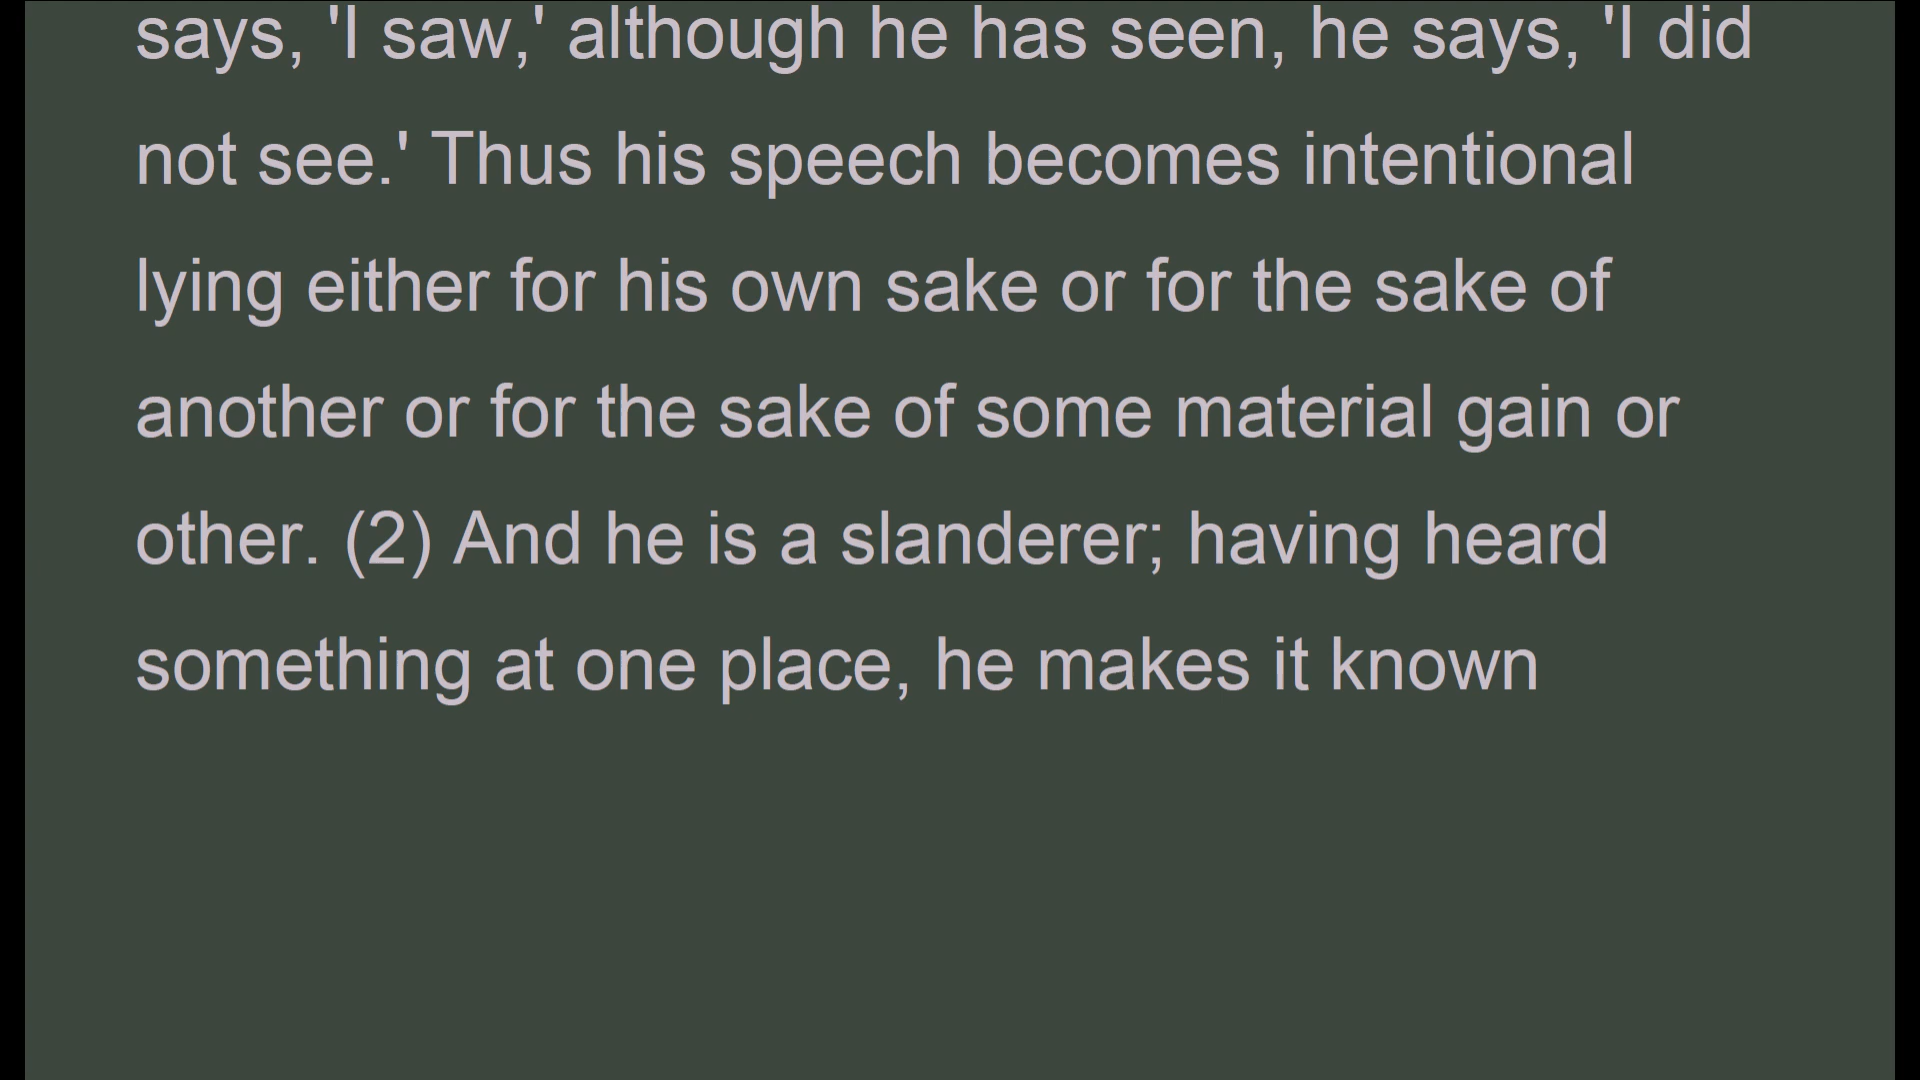 says, 'I saw,' although he has seen, he says, 'I did
not see.' Thus his speech becomes intentional
lying either for his own sake or for the sake of
another or for the sake of some material gain or
other. (2) And he is a slanderer; having heard
something at one place, he makes it known